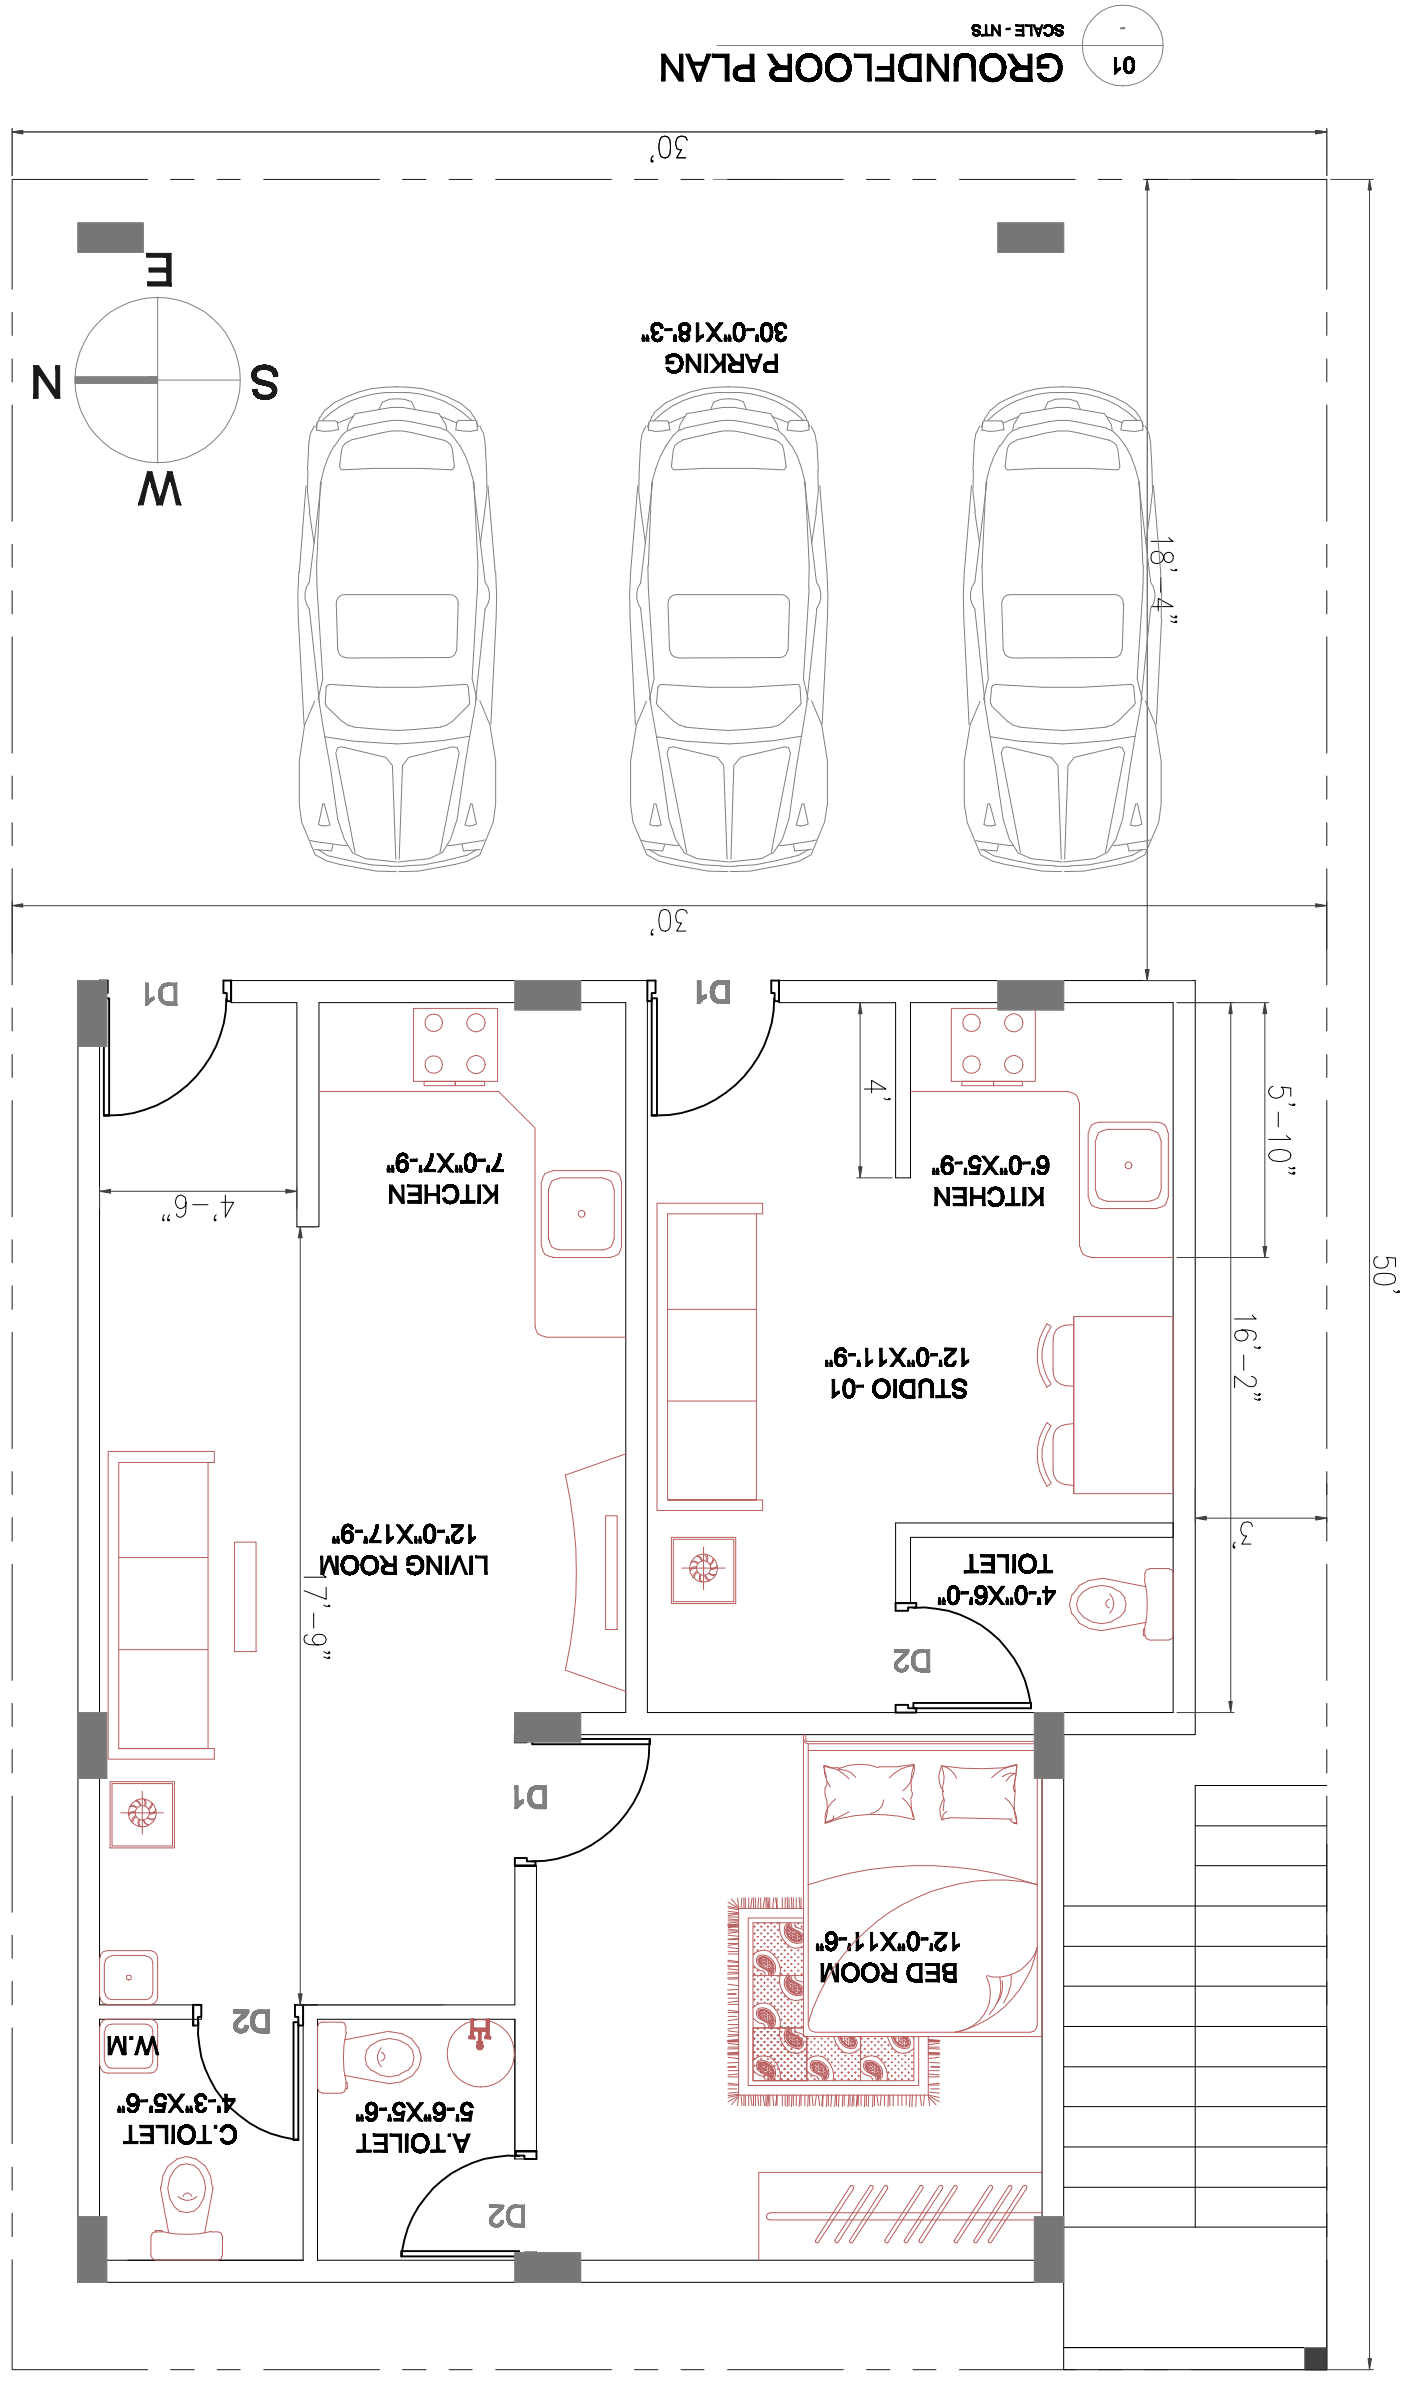 D2
A.TOILET
5'-6"X5'-6"
C.TOILET
4'-3"X5'-6"
W.M
D2
BED ROOM
12'-0"X11'-6"
D1
D2
4'-0"X6'-0"
TOILET
17'-9"
LIVING ROOM
12'-0"X17'-9"
3'
STUDIO -01
12'-0"X11'-9"
16'-2"
50'
4'-6"
KITCHEN
6'-0"X5'-9"
KITCHEN
7'-0"X7'-9"
5'-10"
4'
D1
D1
30'
18'-4"
W
S
N
PARKING
30'-0"X18'-3"
E
30'
01
GROUNDFLOOR PLAN
-
SCALE - NTS